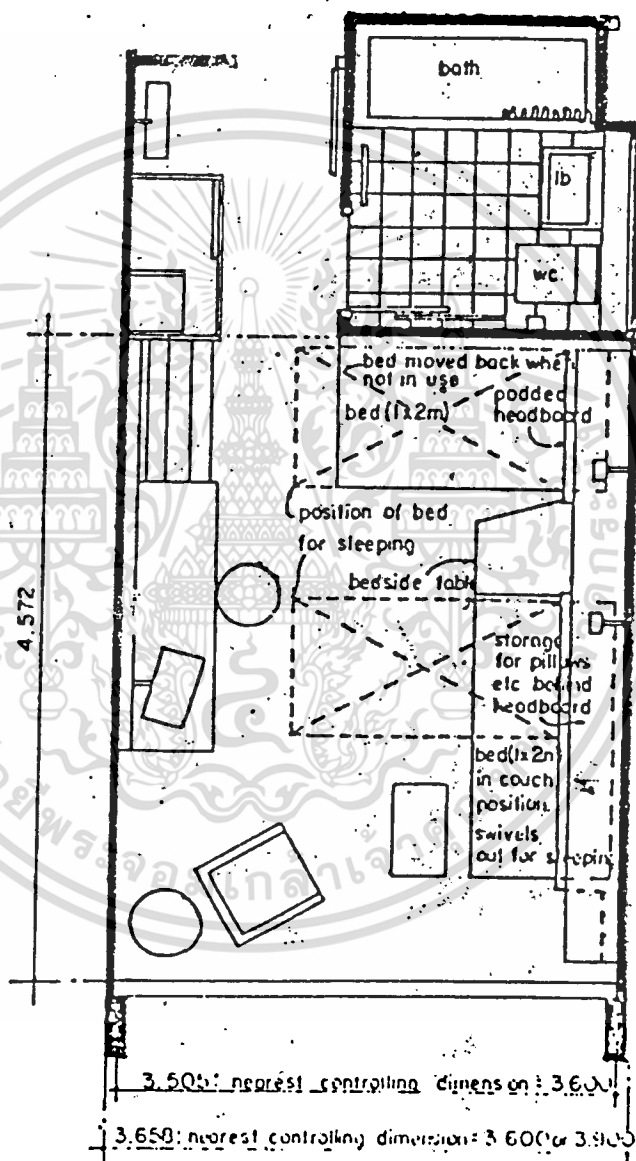 bath
lb
wc
bed moved back when
not in use
bed (1x2m)
padded
headboard
position of bed
for sleeping
bedside table
4.572
storage
for pillows
etc behind
headboard
bed (1x2m)
in couch
position.
swivels
out for sleeping
3.505: nearest controlling dimension: 3.600
3.658: nearest controlling dimension: 3.600 or 3.900